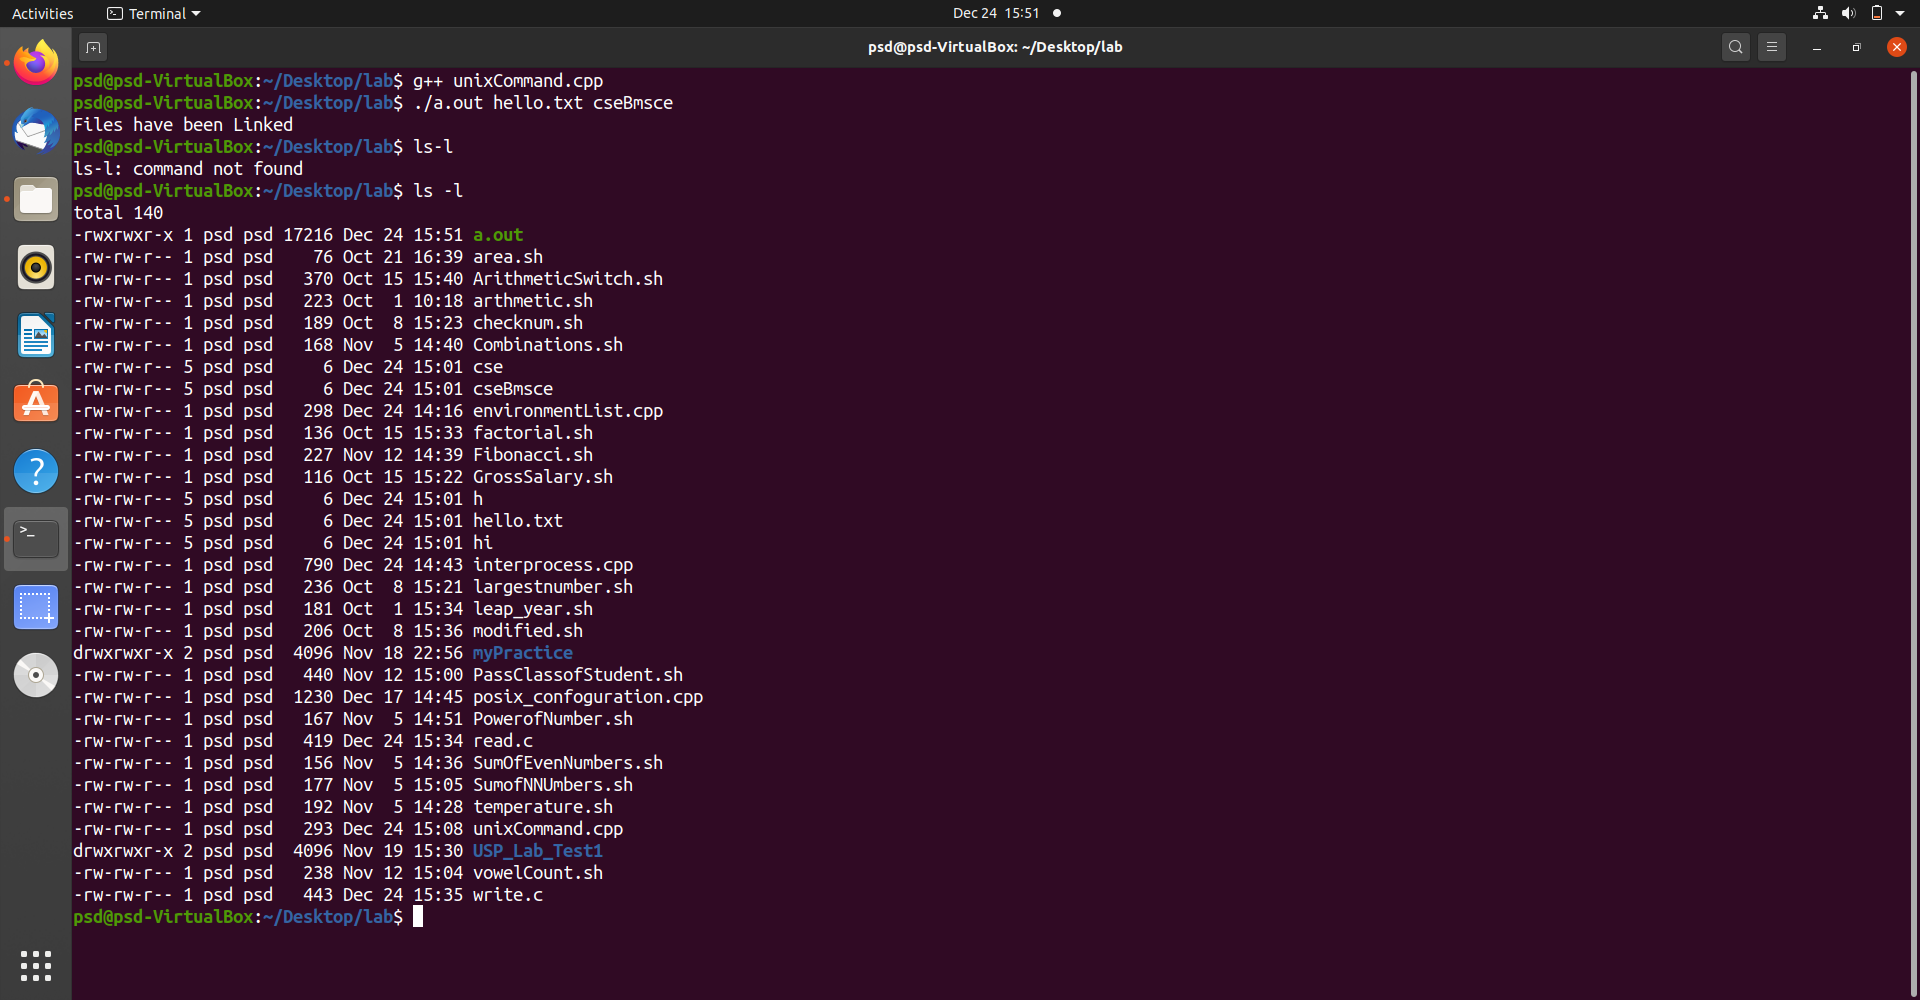 Activities Terminal Dec 24 15:51
psd@psd-VirtualBox: ~/Desktop/lab
psd@psd-VirtualBox:~/Desktop/lab$ g++ unixCommand.cpp
psd@psd-VirtualBox:~/Desktop/lab$ ./a.out hello.txt cseBmsce
Files have been Linked
psd@psd-VirtualBox:~/Desktop/lab$ ls-l
ls-l: command not found
psd@psd-VirtualBox:~/Desktop/lab$ ls -l
total 140
-rwxrwxr-x 1 psd psd 17216 Dec 24 15:51 a.out
-rw-rw-r-- 1 psd psd    76 Oct 21 16:39 area.sh
-rw-rw-r-- 1 psd psd   370 Oct 15 15:40 ArithmeticSwitch.sh
-rw-rw-r-- 1 psd psd   223 Oct  1 10:18 arthmetic.sh
-rw-rw-r-- 1 psd psd   189 Oct  8 15:23 checknum.sh
-rw-rw-r-- 1 psd psd   168 Nov  5 14:40 Combinations.sh
-rw-rw-r-- 5 psd psd     6 Dec 24 15:01 cse
-rw-rw-r-- 5 psd psd     6 Dec 24 15:01 cseBmsce
-rw-rw-r-- 1 psd psd   298 Dec 24 14:16 environmentList.cpp
-rw-rw-r-- 1 psd psd   136 Oct 15 15:33 factorial.sh
-rw-rw-r-- 1 psd psd   227 Nov 12 14:39 Fibonacci.sh
-rw-rw-r-- 1 psd psd   116 Oct 15 15:22 GrossSalary.sh
-rw-rw-r-- 5 psd psd     6 Dec 24 15:01 h
-rw-rw-r-- 5 psd psd     6 Dec 24 15:01 hello.txt
-rw-rw-r-- 5 psd psd     6 Dec 24 15:01 hi
-rw-rw-r-- 1 psd psd   790 Dec 24 14:43 interprocess.cpp
-rw-rw-r-- 1 psd psd   236 Oct  8 15:21 largestnumber.sh
-rw-rw-r-- 1 psd psd   181 Oct  1 15:34 leap_year.sh
-rw-rw-r-- 1 psd psd   206 Oct  8 15:36 modified.sh
drwxrwxr-x 2 psd psd  4096 Nov 18 22:56 myPractice
-rw-rw-r-- 1 psd psd   440 Nov 12 15:00 PassClassofStudent.sh
-rw-rw-r-- 1 psd psd  1230 Dec 17 14:45 posix_confoguration.cpp
-rw-rw-r-- 1 psd psd   167 Nov  5 14:51 PowerofNumber.sh
-rw-rw-r-- 1 psd psd   419 Dec 24 15:34 read.c
-rw-rw-r-- 1 psd psd   156 Nov  5 14:36 SumOfEvenNumbers.sh
-rw-rw-r-- 1 psd psd   177 Nov  5 15:05 SumofNNUmbers.sh
-rw-rw-r-- 1 psd psd   192 Nov  5 14:28 temperature.sh
-rw-rw-r-- 1 psd psd   293 Dec 24 15:08 unixCommand.cpp
drwxrwxr-x 2 psd psd  4096 Nov 19 15:30 USP_Lab_Test1
-rw-rw-r-- 1 psd psd   238 Nov 12 15:04 vowelCount.sh
-rw-rw-r-- 1 psd psd   443 Dec 24 15:35 write.c
psd@psd-VirtualBox:~/Desktop/lab$